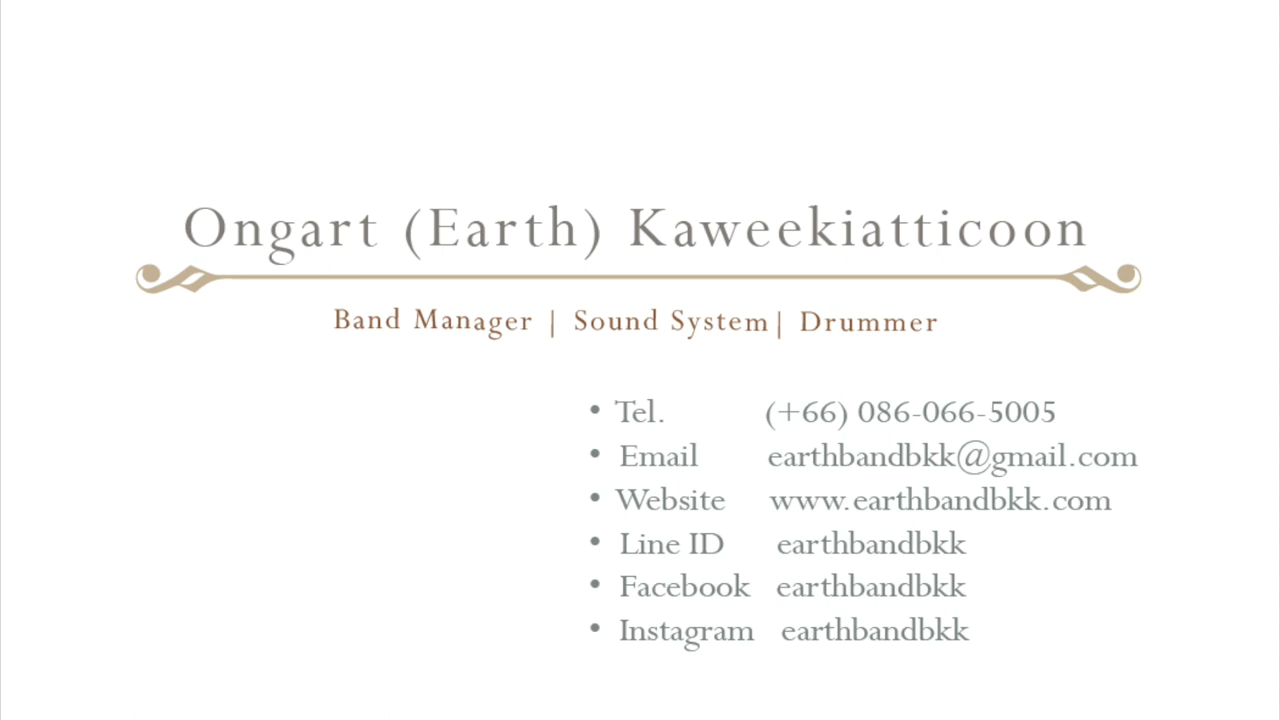 Ongart (Earth) Kaweekiatticoon
Band Manager | Sound System| Drummer
• Tel. (+66) 086-066-5005
• Email earthbandbkk@gmail.com
• Website www.earthbandbkk.com
• Line ID earthbandbkk
• Facebook earthbandbkk
• Instagram earthbandbkk